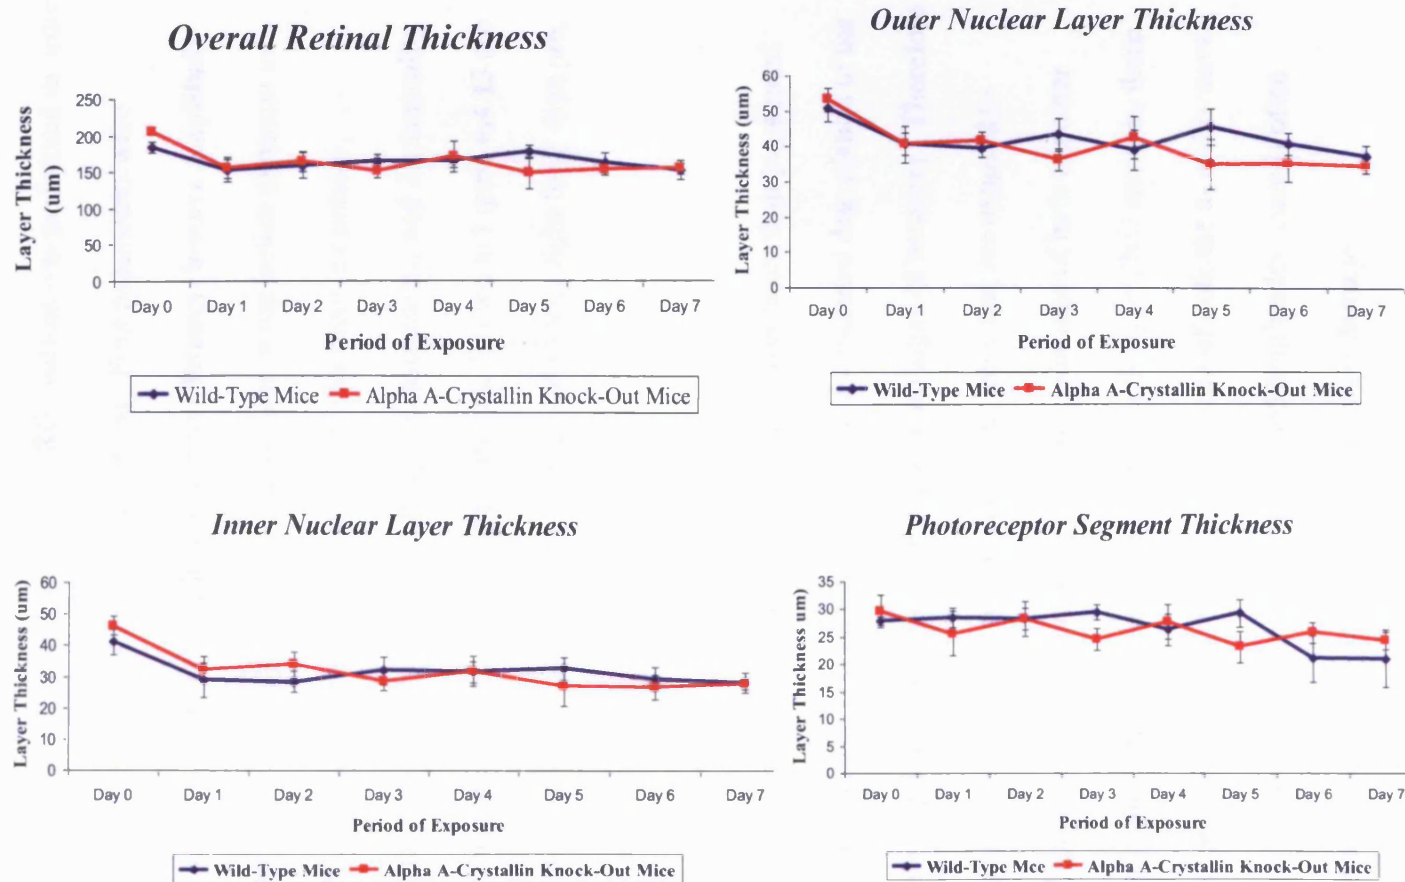 Overall Retinal Thickness
Layer Thickness
(um)
250
200
150
100
50
0
Day 0 Day 1 Day 2 Day 3 Day 4 Day 5 Day 6 Day 7
Period of Exposure
Wild-Type Mice Alpha A-Crystallin Knock-Out Mice
Outer Nuclear Layer Thickness
Layer Thickness (um)
60
50
40
30
20
10
0
Day 0 Day 1 Day 2 Day 3 Day 4 Day 5 Day 6 Day 7
Period of Exposure
Wild-Type Mice Alpha A-Crystallin Knock-Out Mice
Inner Nuclear Layer Thickness
Layer Thickness (um)
60
50
40
30
20
10
0
Day 0 Day 1 Day 2 Day 3 Day 4 Day 5 Day 6 Day 7
Period of Exposure
Wild-Type Mice Alpha A-Crystallin Knock-Out Mice
Photoreceptor Segment Thickness
Layer Thickness um)
35
30
25
20
15
10
5
0
Day 0 Day 1 Day 2 Day 3 Day 4 Day 5 Day 6 Day 7
Period of Exposure
Wild-Type Mce Alpha A-Crystallin Knock-Out Mice